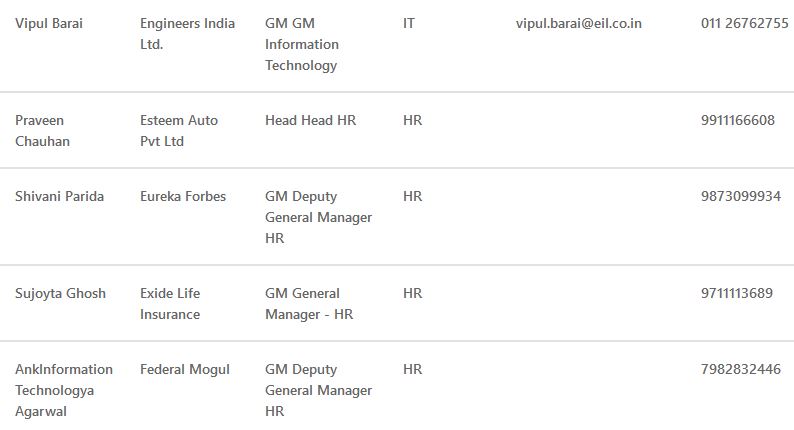 Vipul Barai Engineers India GM GM IT vipul.barai@eil.co.in 011 26762755
Ltd. Information
Technology
Praveen Esteem Auto Head Head HR HR 9911166608
Chauhan Pvt Ltd
Shivani Parida Eureka Forbes GM Deputy HR 9873099934
General Manager
HR
Sujoyta Ghosh Exide Life GM General HR 9711113689
Insurance Manager - HR
AnkInformation Federal Mogul GM Deputy HR 7982832446
Technologya General Manager
Agarwal HR